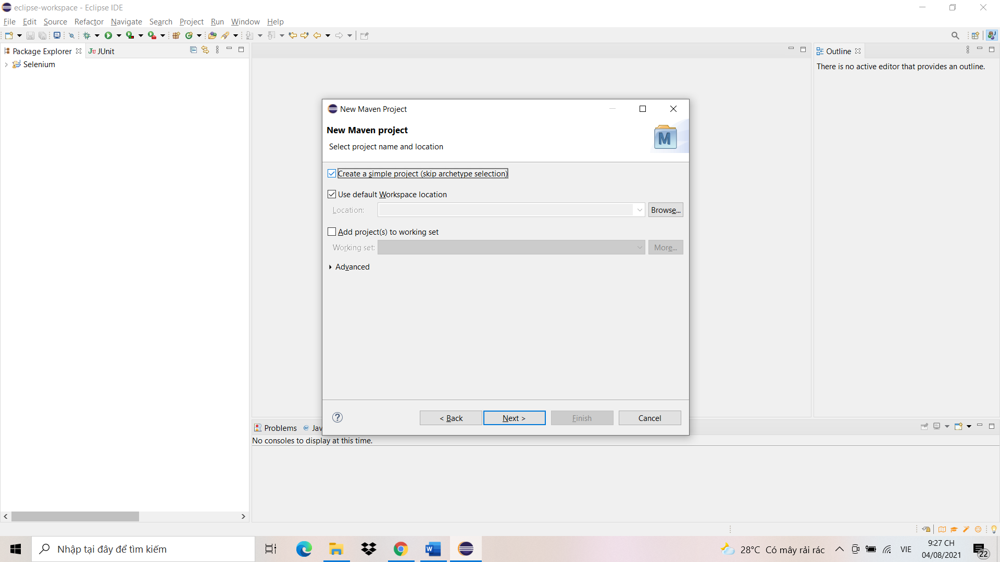 eclipse-workspace - Eclipse IDE
File Edit Source Refactor Navigate Search Project Run Window Help
Package Explorer
JUnit
Outline
Selenium
There is no active editor that provides an outline.
New Maven Project
New Maven project
Select project name and location
M
Create a simple project (skip archetype selection)
Use default Workspace location
Location:
Browse...
Add project(s) to working set
Working set:
More...
Advanced
?
< Back
Next >
Finish
Cancel
Problems
@ Jav
No consoles to display at this time.
Nhập tại đây để tìm kiếm
28°C Có mây rải rác
VIE
9:27 CH
04/08/2021
22